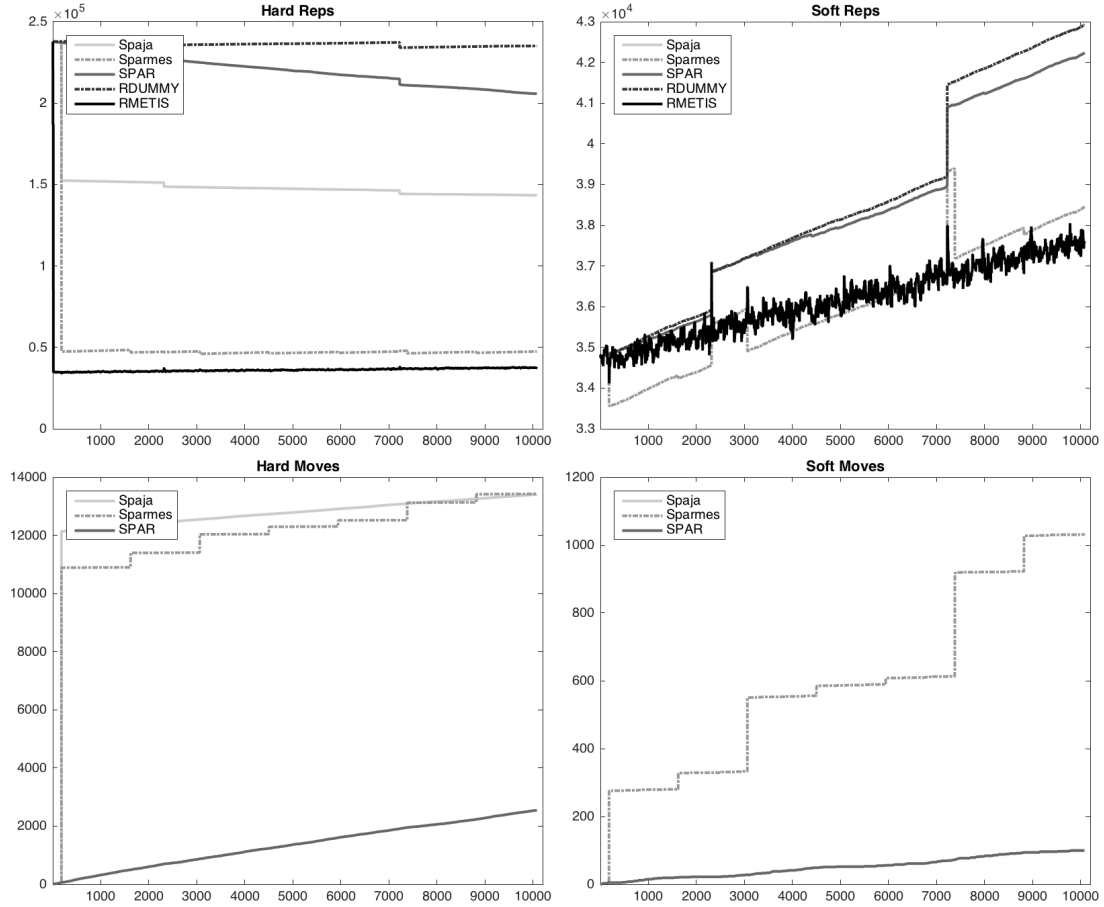 Hard Reps
×10⁵
2.5
2
1.5
1
0.5
0
1000 2000 3000 4000 5000 6000 7000 8000 9000 10000
Spaja
Sparmes
SPAR
RDUMMY
RMETIS
Soft Reps
×10⁴
4.3
4.2
4.1
4
3.9
3.8
3.7
3.6
3.5
3.4
3.3
1000 2000 3000 4000 5000 6000 7000 8000 9000 10000
Spaja
Sparmes
SPAR
RDUMMY
RMETIS
Hard Moves
14000
12000
10000
8000
6000
4000
2000
0
1000 2000 3000 4000 5000 6000 7000 8000 9000 10000
Spaja
Sparmes
SPAR
Soft Moves
1200
1000
800
600
400
200
0
1000 2000 3000 4000 5000 6000 7000 8000 9000 10000
Spaja
Sparmes
SPAR